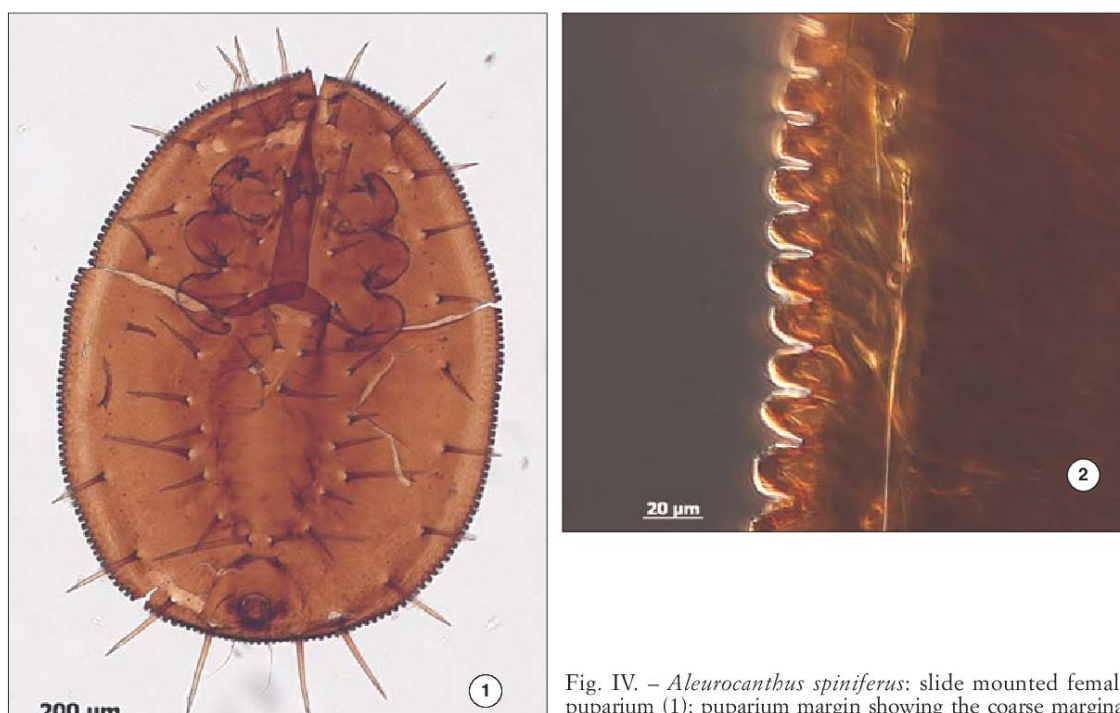 1
200 µm
2
20 µm
Fig. IV. – Aleurocanthus spiniferus: slide mounted femal
puparium (1); puparium margin showing the coarse margina